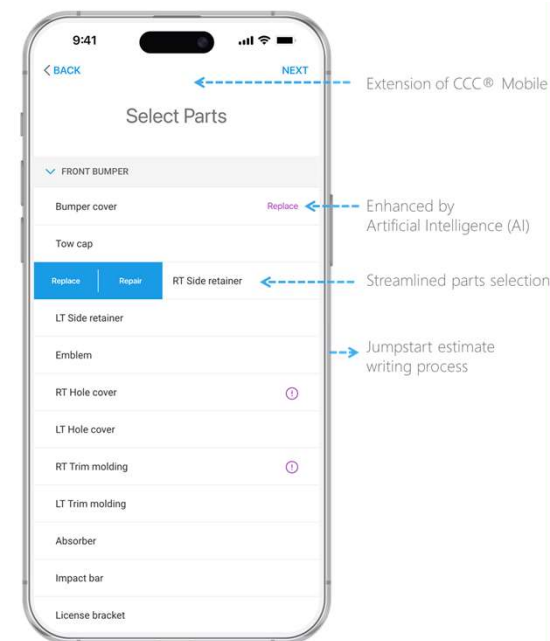 9:41
BACK
NEXT
Extension of CCC® Mobile
Select Parts
FRONT BUMPER
Bumper cover
Replace
Enhanced by
Artificial Intelligence (AI)
Tow cap
Replace
Repair
RT Side retainer
Streamlined parts selection
LT Side retainer
Emblem
Jumpstart estimate
writing process
RT Hole cover
LT Hole cover
RT Trim molding
LT Trim molding
Absorber
Impact bar
License bracket